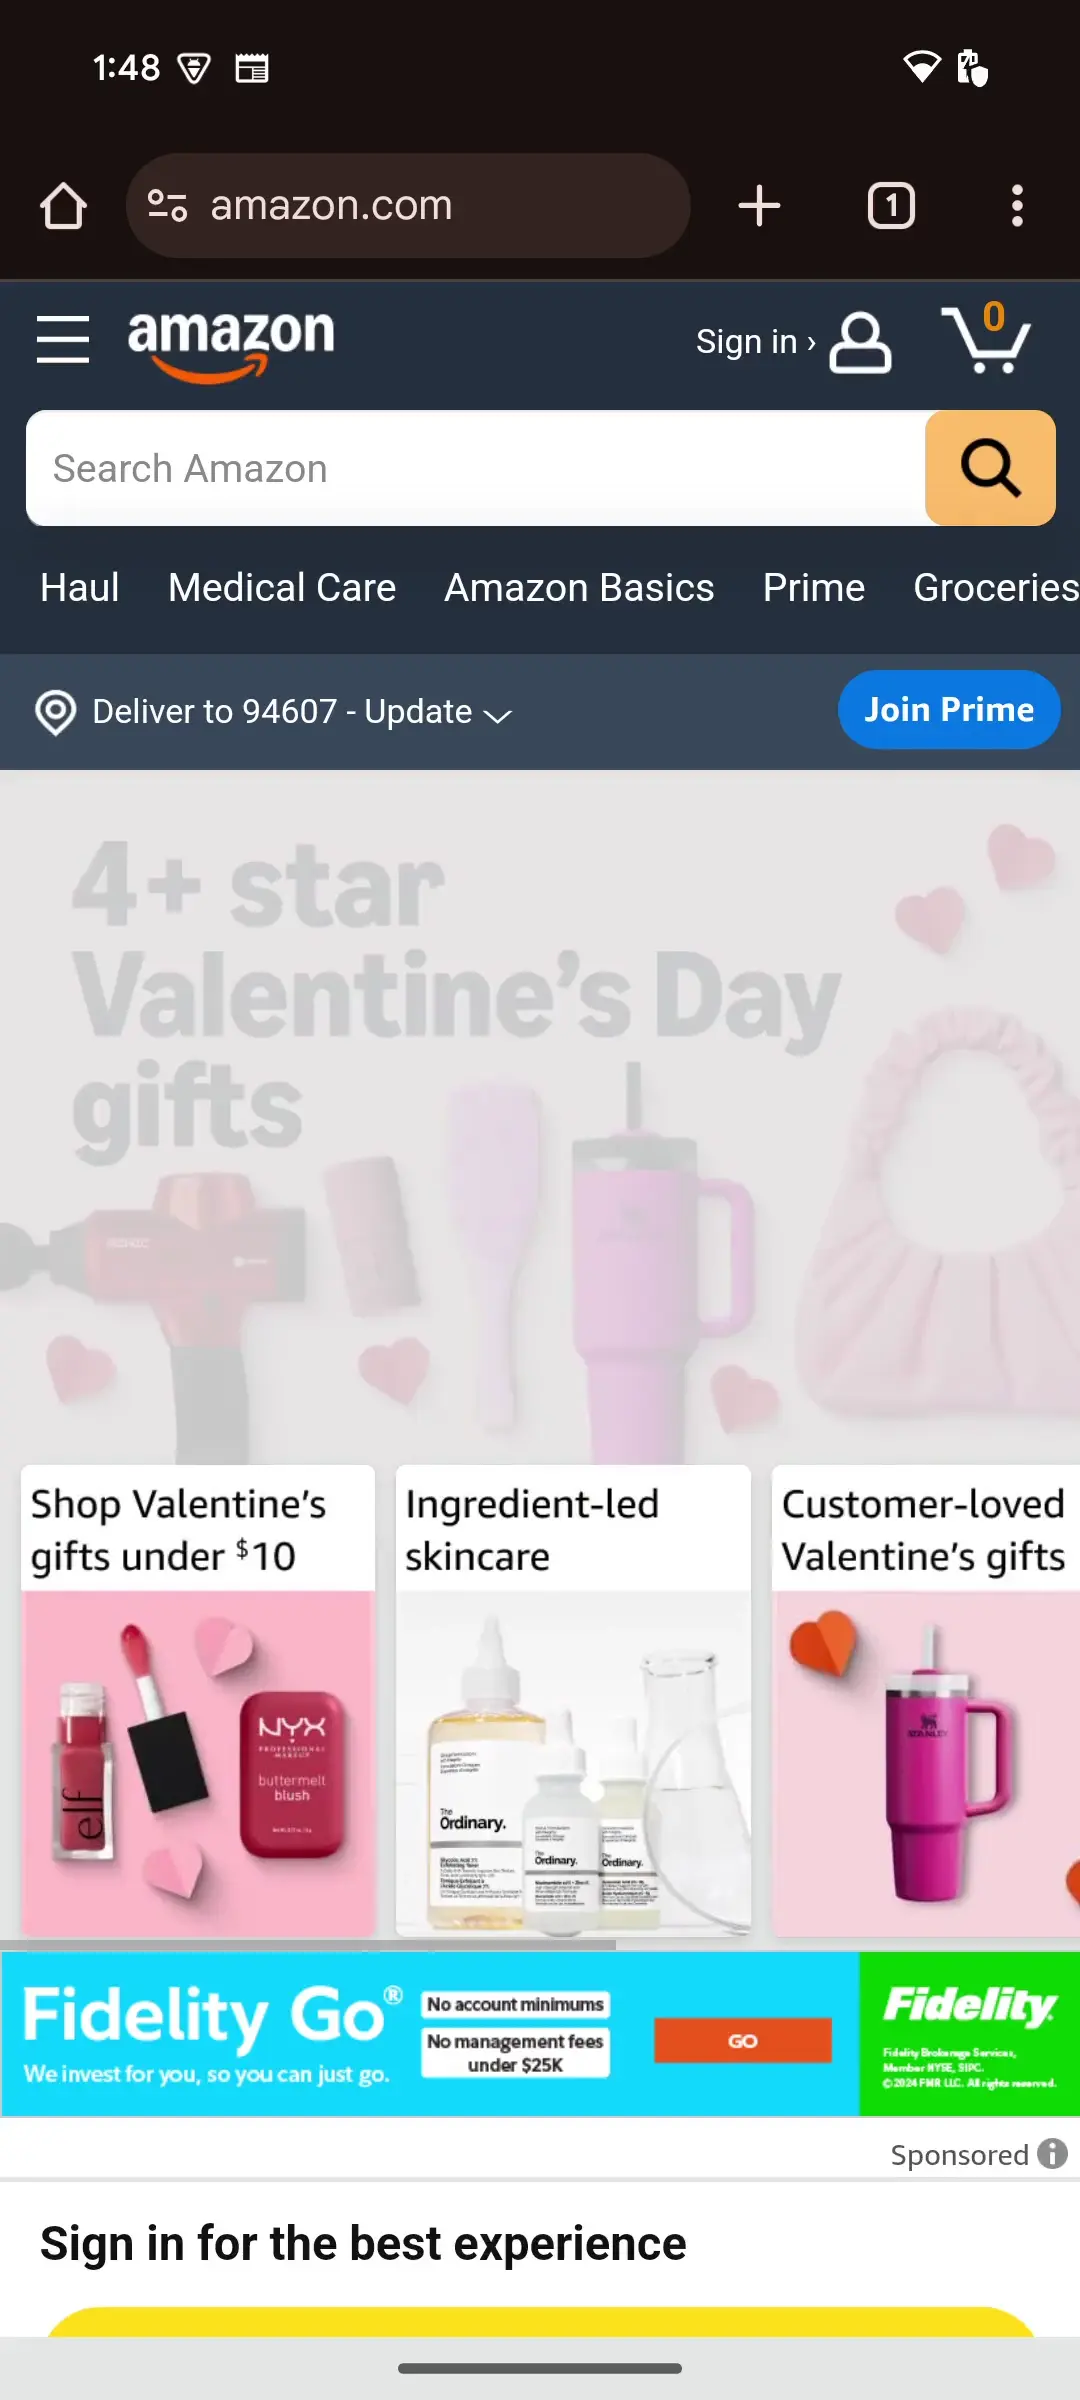 1:48
amazon.com
1
amazon
Sign in ›
0
Search Amazon
Haul Medical Care Amazon Basics Prime Groceries
Deliver to 94607 - Update
Join Prime
4+ star
Valentine's Day
gifts
Shop Valentine's
gifts under $10
Ingredient-led
skincare
Customer-loved
Valentine's gifts
elf
NYX
PROFESSIONAL
MAKEUP
buttermelt
blush
The
Ordinary.
The
Ordinary.
The
Ordinary.
STANLEY
Fidelity Go®
We invest for you, so you can just go.
No account minimums
No management fees
under $25K
GO
Fidelity
Fidelity Brokerage Services,
Member NYSE, SIPC.
©2024 FMR LLC. All rights reserved.
Sponsored
Sign in for the best experience